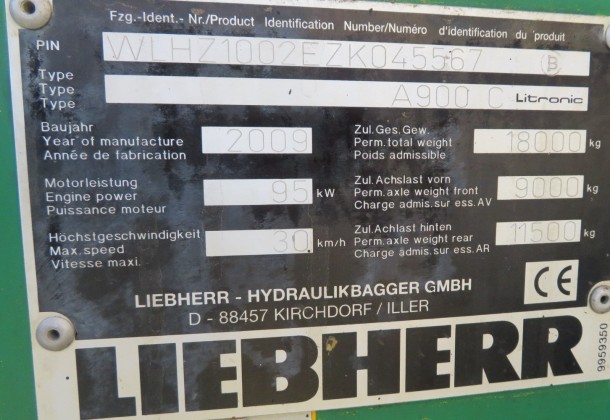 Fzg.-Ident.- Nr./Product Identification Number/Numéro d'identification du produit
PIN WLHZ1002EZK045567 B
Type
Type A900 C Litronic
Type
Baujahr
Year of manufacture 2009
Année de fabrication
Zul.Ges.Gew.
Perm.total weight 18000 kg
Poids admissible
Motorleistung
Engine power 95 kW
Puissance moteur
Zul.Achslast vorn
Perm.axle weight front 9000 kg
Charge admis.sur ess.AV
Höchstgeschwindigkeit
Max.speed 30 km/h
Vitesse maxi.
Zul.Achlast hinten
Perm.axle weight rear 11500 kg
Charge admis.sur ess.AR
LIEBHERR - HYDRAULIKBAGGER GMBH
D - 88457 KIRCHDORF / ILLER
CE
LIEBHERR
9959350